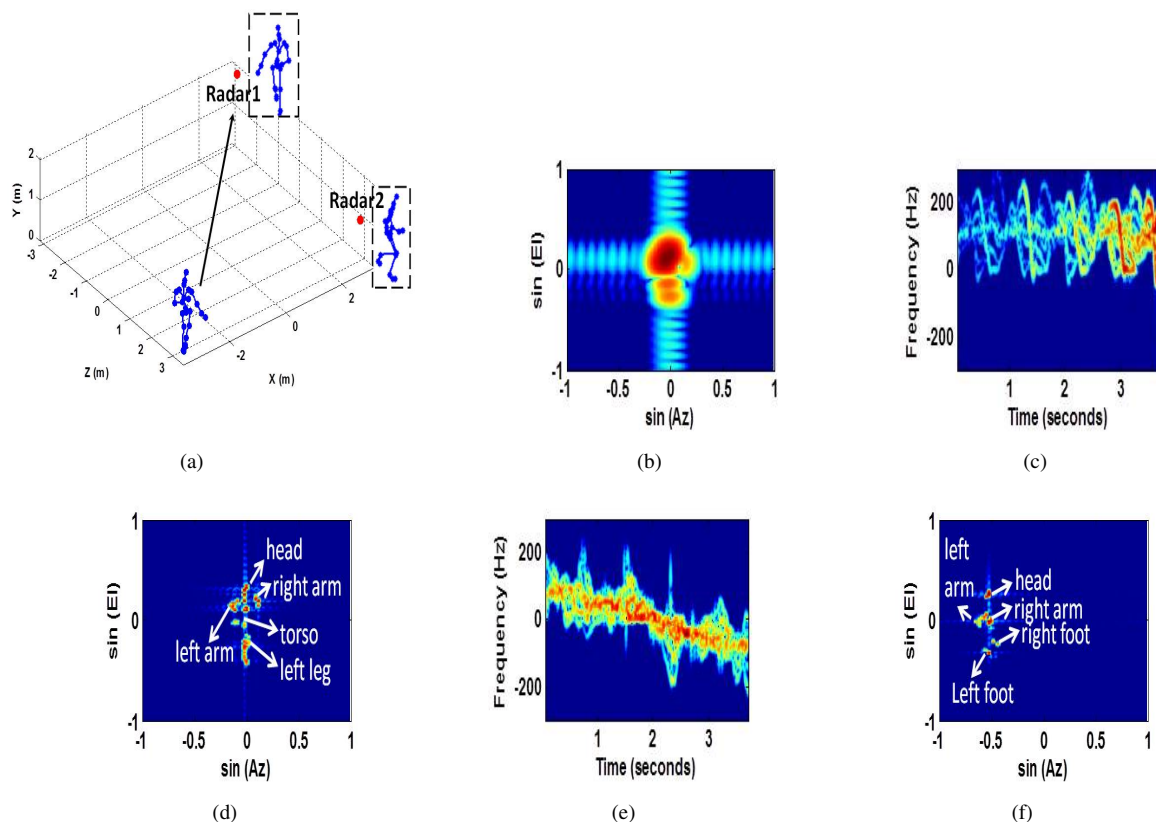 Radar1
Radar2
Y (m)
2
1
0
-3
-2
-1
0
1
2
3
Z (m)
-2
0
2
X (m)
(a)
sin (El)
1
0
-1
-1
-0.5
0
0.5
1
sin (Az)
(b)
Frequency (Hz)
200
0
-200
1
2
3
Time (seconds)
(c)
sin (El)
1
0
-1
head
right arm
torso
left arm
left leg
-1
-0.5
0
0.5
1
sin (Az)
(d)
Frequency (Hz)
200
0
-200
1
2
3
Time (seconds)
(e)
sin (El)
1
0
-1
left
arm
head
right arm
right foot
Left foot
-1
-0.5
0
0.5
1
sin (Az)
(f)